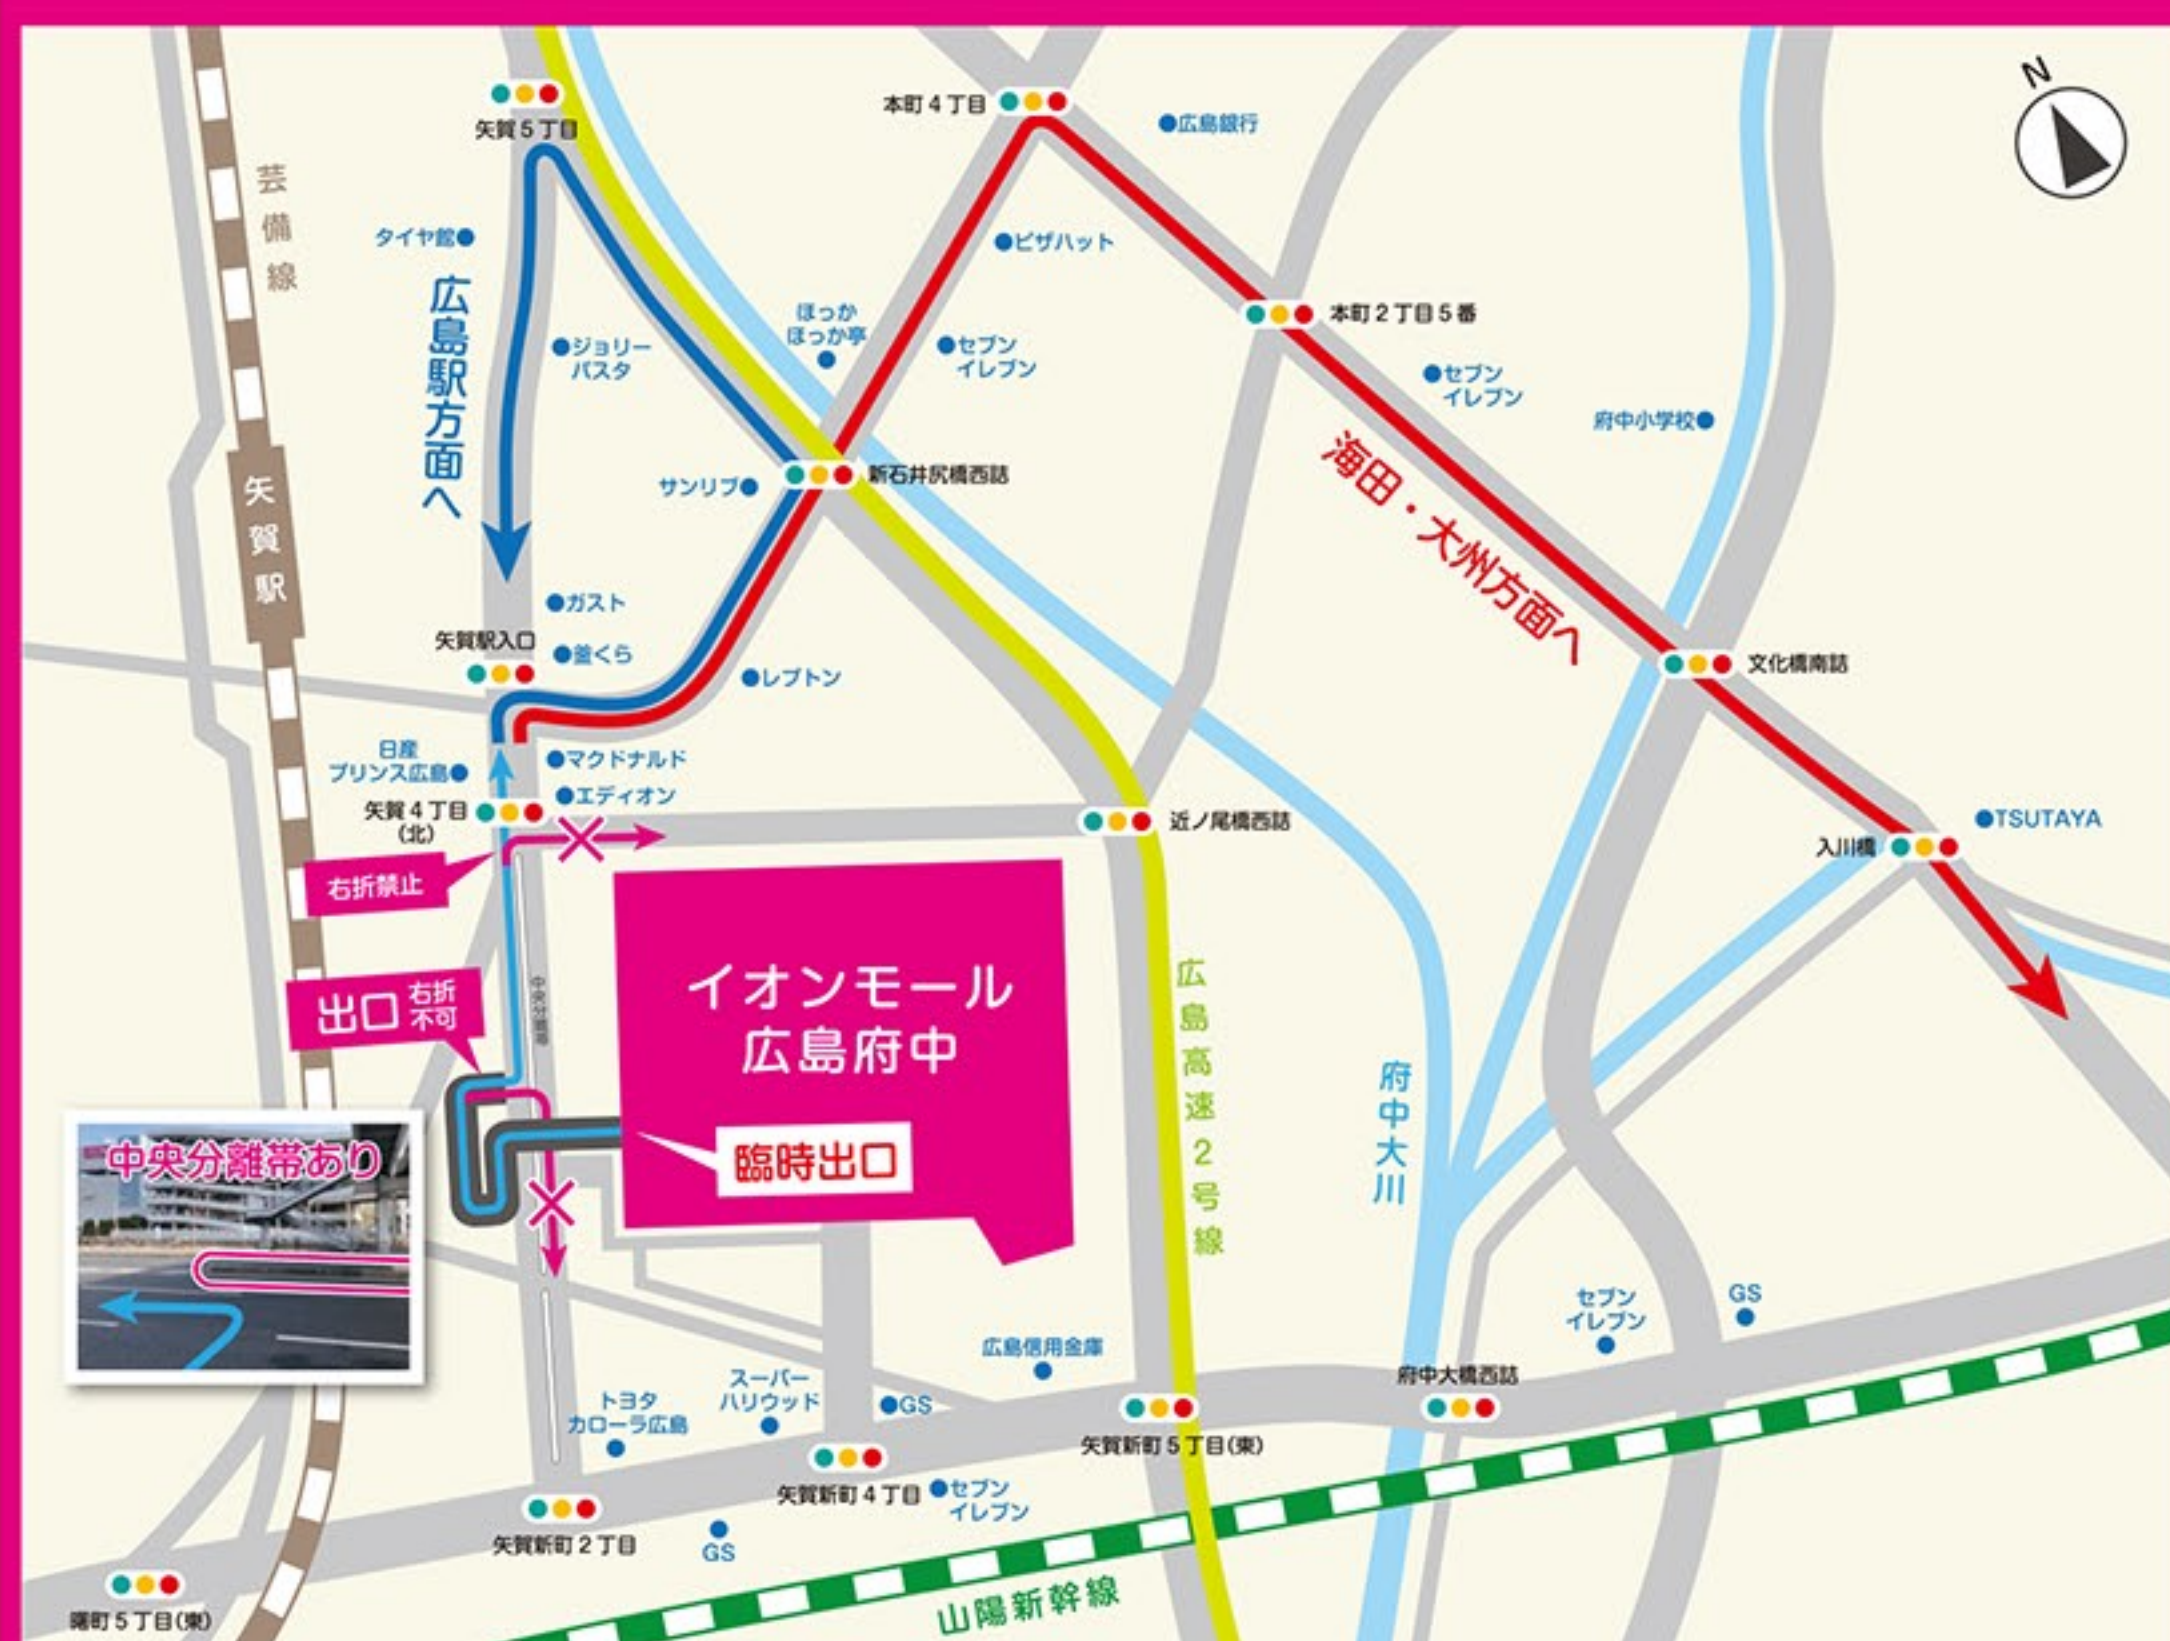 N
矢賀5丁目
本町4丁目
●広島銀行
芸備線
タイヤ館●
●ピザハット
広島駅方面へ
ほっか
ほっか亭
本町2丁目5番
●ジョリー
パスタ
●セブン
イレブン
●セブン
イレブン
府中小学校●
海田・大州方面へ
矢賀駅
サンリブ●
新石井尻橋西詰
●ガスト
矢賀駅入口
●釜くら
●レプトン
文化橋南詰
日産
プリンス広島●
●マクドナルド
●エディオン
矢賀4丁目
(北)
近ノ尾橋西詰
●TSUTAYA
入川橋
右折禁止
イオンモール
広島府中
出口 右折
不可
中央分離帯
広島高速2号線
府中大川
臨時出口
中央分離帯あり
セブン
イレブン
GS
広島信用金庫
府中大橋西詰
スーパー
ハリウッド
トヨタ
カローラ広島
●GS
矢賀新町5丁目(東)
矢賀新町4丁目
●セブン
イレブン
矢賀新町2丁目
GS
山陽新幹線
曙町5丁目(東)